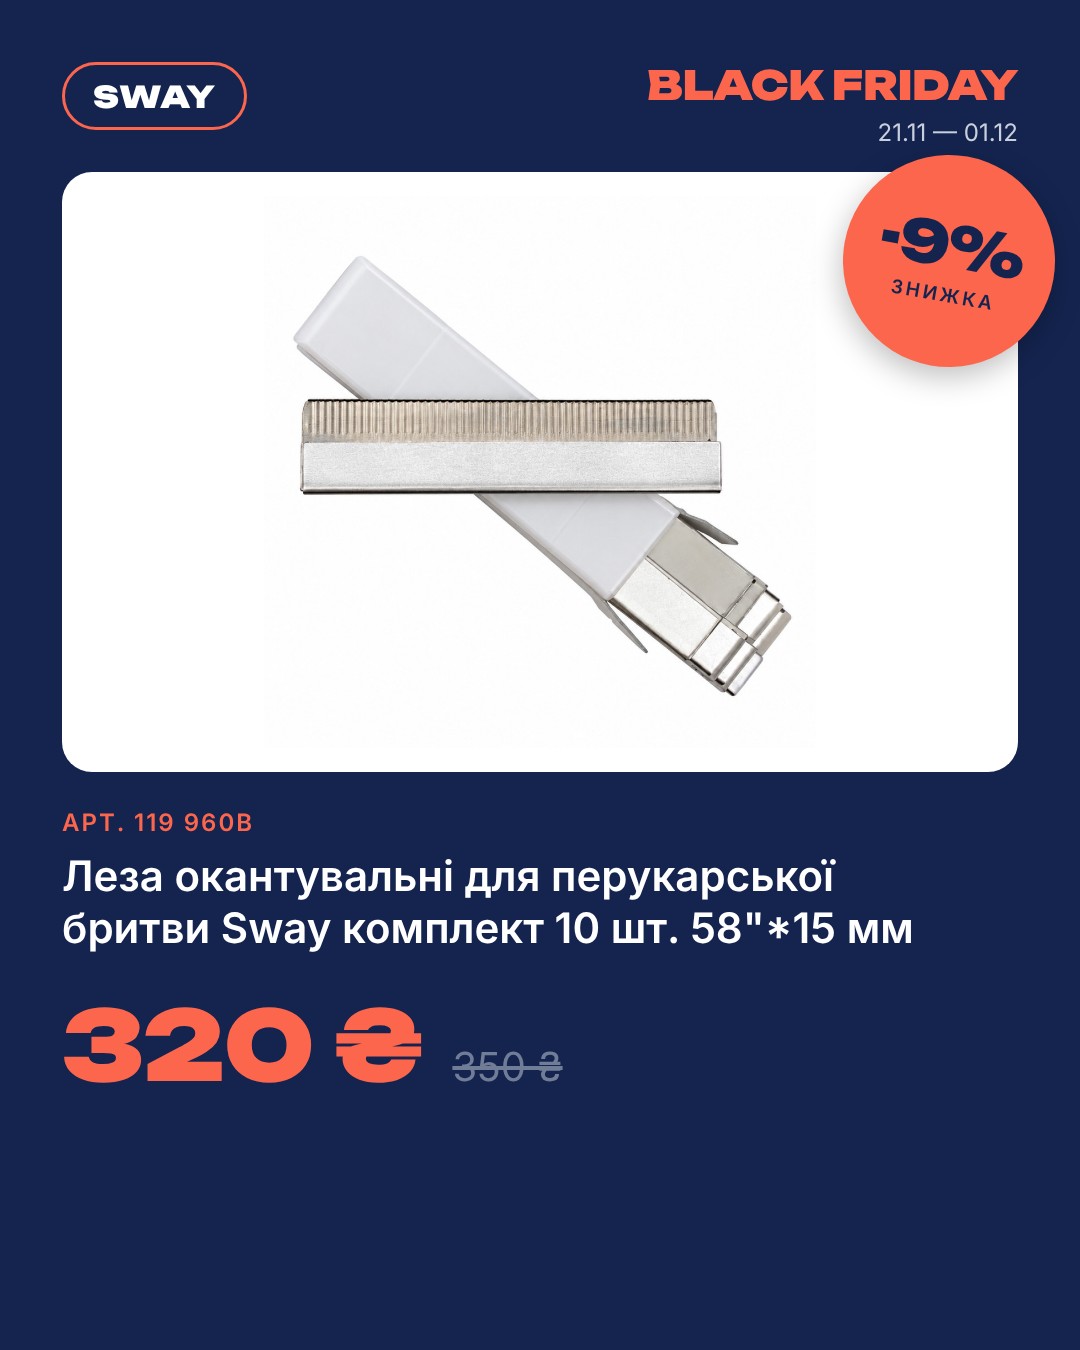 SWAY
BLACK FRIDAY
21.11 — 01.12
-9%
ЗНИЖКА
АРТ. 119 960B
Леза окантувальні для перукарської
бритви Sway комплект 10 шт. 58"*15 мм
320 ₴ 350 ₴